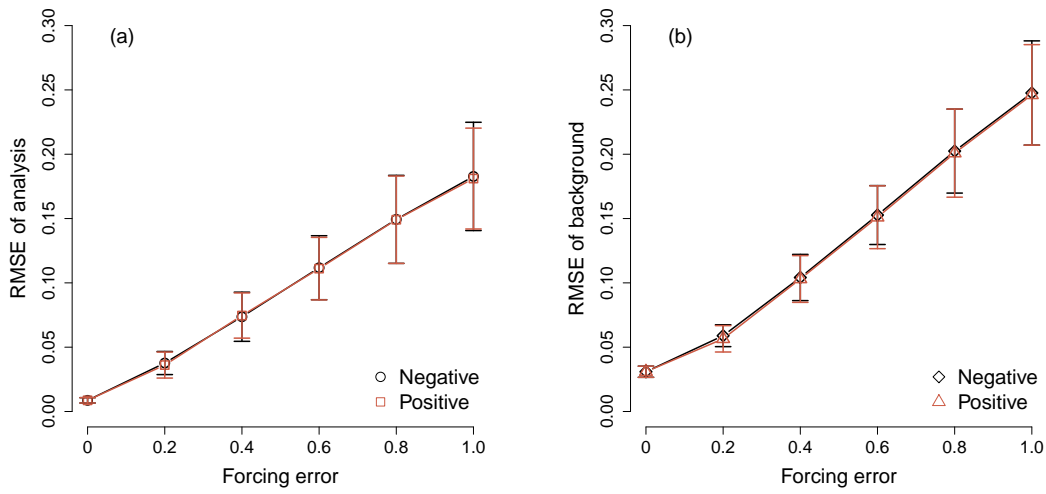 (a)
RMSE of analysis
0.30
0.25
0.20
0.15
0.10
0.05
0.00
Negative
Positive
0 0.2 0.4 0.6 0.8 1.0
Forcing error
(b)
RMSE of background
0.30
0.25
0.20
0.15
0.10
0.05
0.00
Negative
Positive
0 0.2 0.4 0.6 0.8 1.0
Forcing error